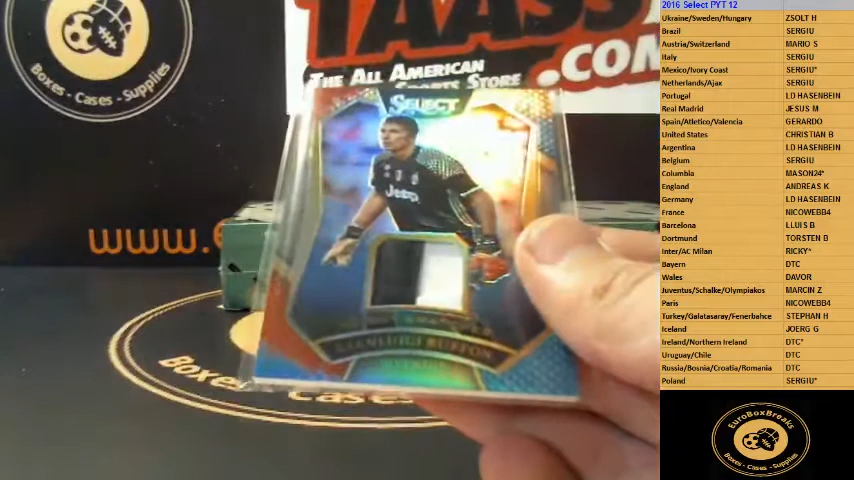 Boxes - Cases - Supplies
TAASS
.COM
THE ALL AMERICAN
SPORTS STORE
www.e
SELECT
Jeep
GIANLUIGI BUFFON
JUVENTUS
Boxes
2016 Select PYT 12
Ukraine/Sweden/Hungary ZSOLT H
Brazil SERGIU
Austria/Switzerland MARIO S
Italy SERGIU
Mexico/Ivory Coast SERGIU*
Netherlands/Ajax SERGIU
Portugal LD HASENBEIN
Real Madrid JESUS M
Spain/Atletico/Valencia GERARDO
United States CHRISTIAN B
Argentina LD HASENBEIN
Belgium SERGIU
Columbia MASON24*
England ANDREAS K
Germany LD HASENBEIN
France NICOWEBB4
Barcelona LLUIS B
Dortmund TORSTEN B
Inter/AC Milan RICKY*
Bayern DTC
Wales DAVOR
Juventus/Schalke/Olympiakos MARCIN Z
Paris NICOWEBB4
Turkey/Galatasaray/Fenerbahce STEPHAN H
Iceland JOERG G
Ireland/Northern Ireland DTC*
Uruguay/Chile DTC
Russia/Bosnia/Croatia/Romania DTC
Poland SERGIU*
EuroBoxBreaks
Boxes - Cases - Supplies